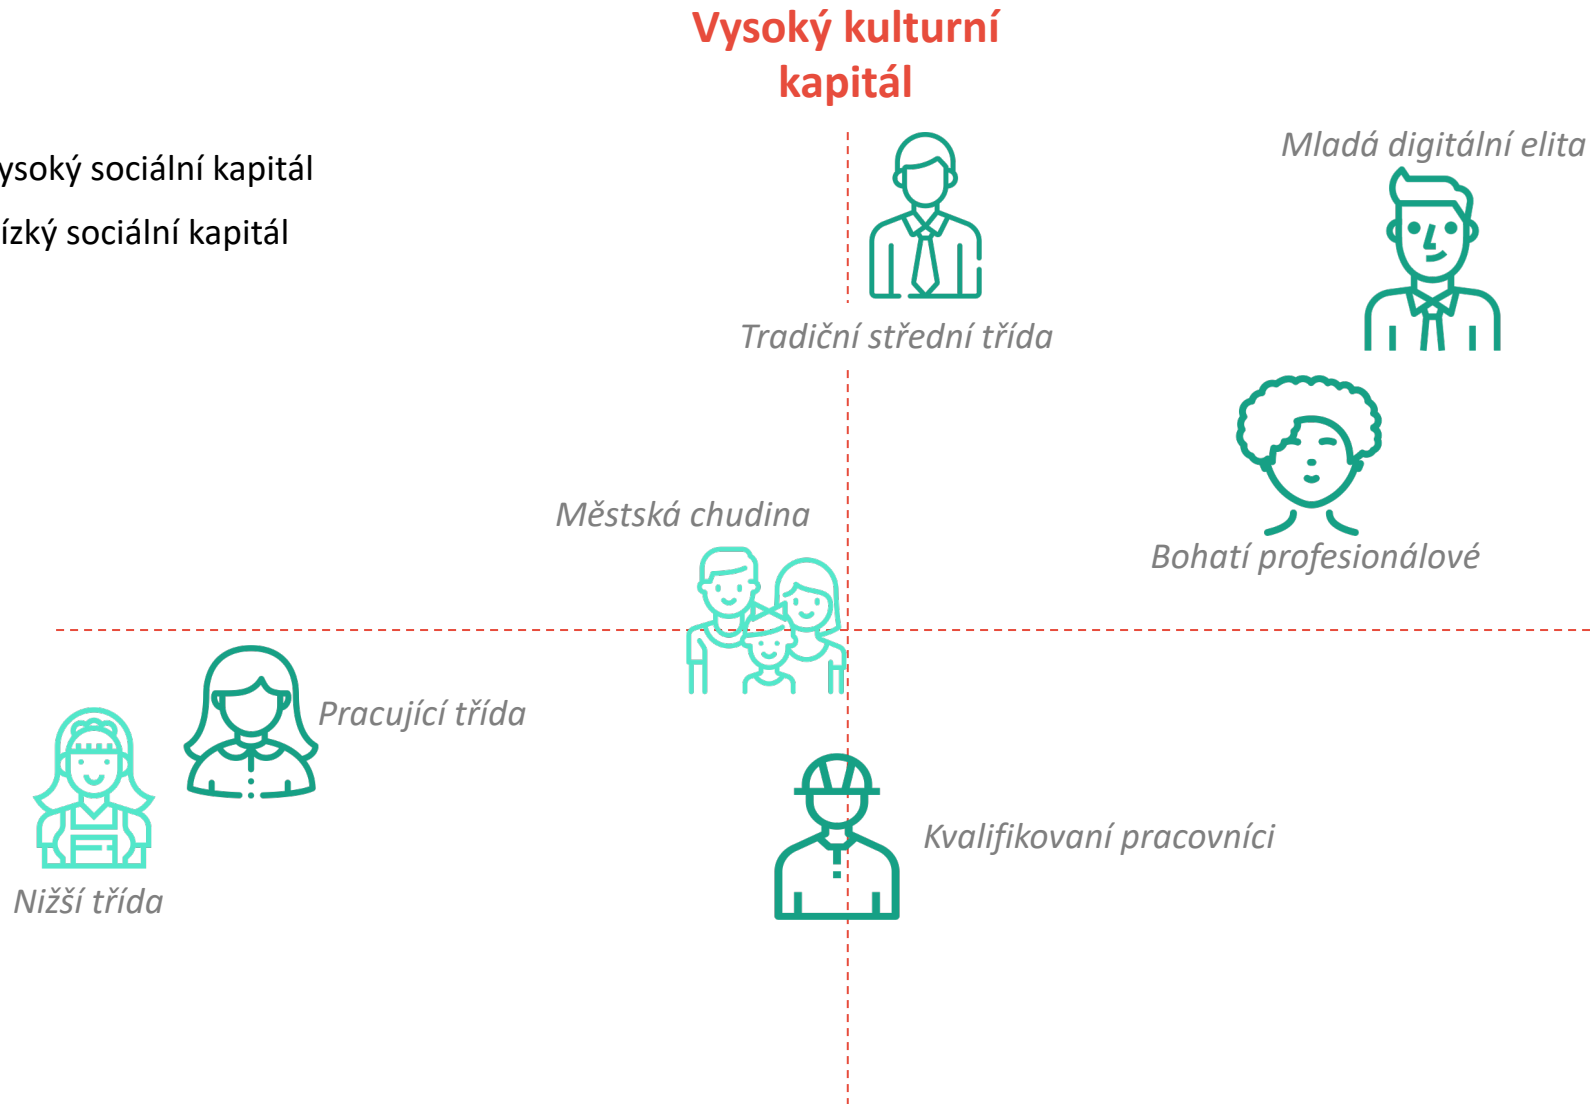 Vysoký kulturní
kapitál
ysoký sociální kapitál
ízký sociální kapitál
Mladá digitální elita
Tradiční střední třída
Městská chudina
Bohatí profesionálové
Pracující třída
Kvalifikovaní pracovníci
Nižší třída